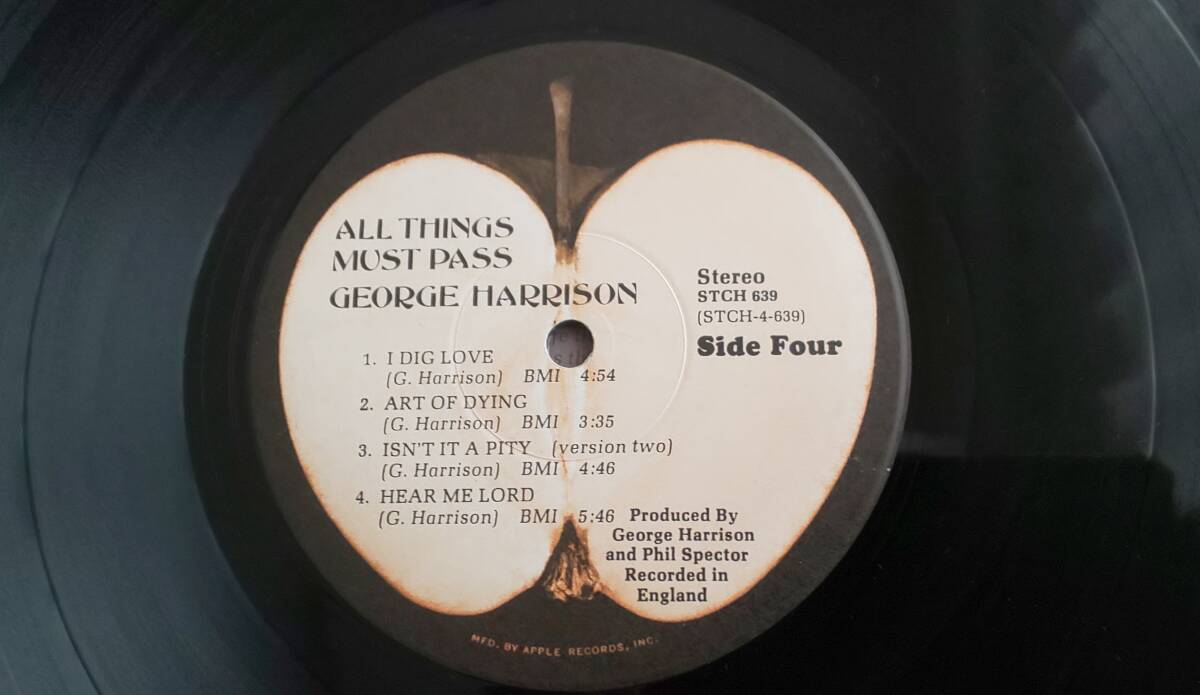 ALL THINGS
MUST PASS
GEORGE HARRISON
Stereo
STCH 639
(STCH-4-639)
Side Four
1. I DIG LOVE
(G. Harrison) BMI 4:54
2. ART OF DYING
(G. Harrison) BMI 3:35
3. ISN'T IT A PITY (version two)
(G. Harrison) BMI 4:46
4. HEAR ME LORD
(G. Harrison) BMI 5:46
Produced By
George Harrison
and Phil Spector
Recorded in
England
MFD. BY APPLE RECORDS, INC.